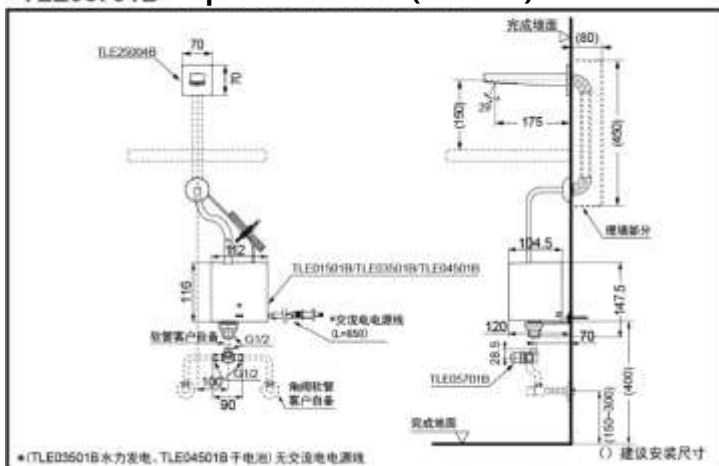 完成墙面
(80)
70
TLE25004B
70
28
175
(150)
(450)
埋墙部分
112
104.5
TLE01501B/TLE03501B/TLE04501B
116
147.5
*交流电电源线
(L=850)
软管客户自备
G1/2
120
70
28.5
G1/2
TLE05701B
100
90
角阀软管
客户自备
(400)
(150~300)
完成地面
*(TLE03501B水力发电、TLE04501B干电池)无交流电电源线
()建议安装尺寸